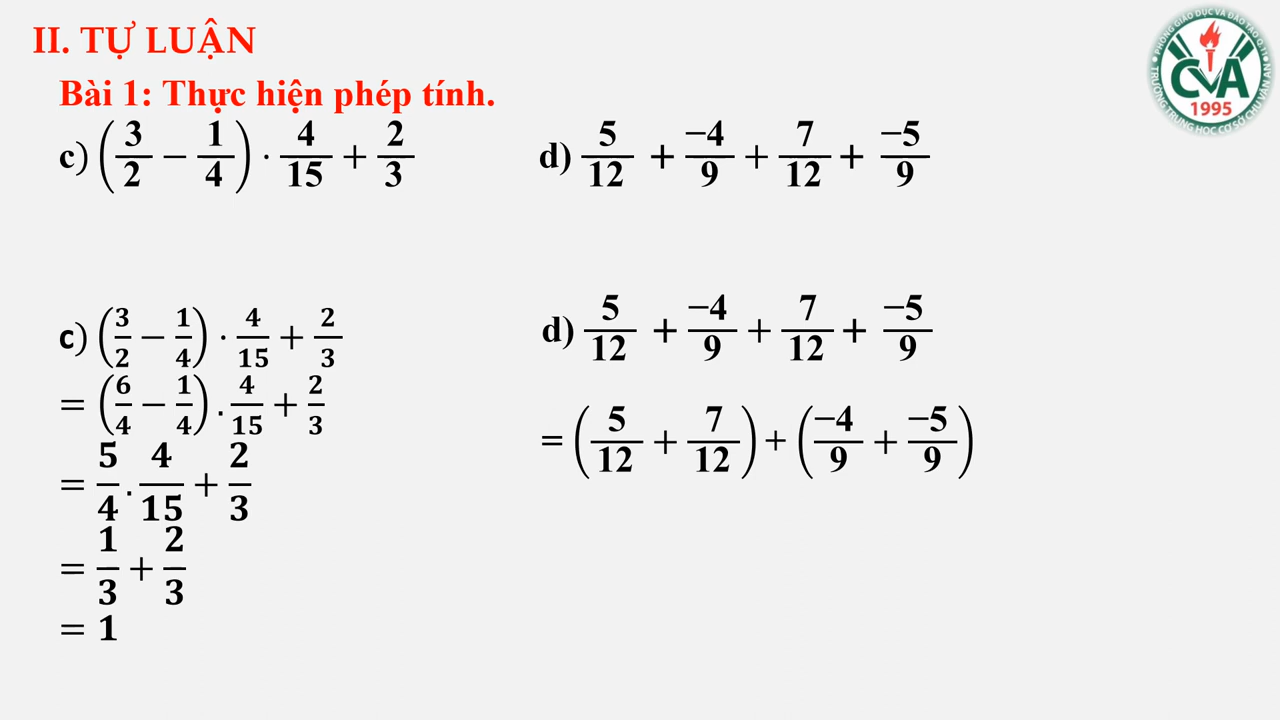 II. TỰ LUẬN
Bài 1: Thực hiện phép tính.
c) (3/2 − 1/4) · 4/15 + 2/3
d) 5/12 + −4/9 + 7/12 + −5/9
c) (3/2 − 1/4) · 4/15 + 2/3
= (6/4 − 1/4) . 4/15 + 2/3
= 5/4 . 4/15 + 2/3
= 1/3 + 2/3
= 1
d) 5/12 + −4/9 + 7/12 + −5/9
= (5/12 + 7/12) + (−4/9 + −5/9)
CVA
1995